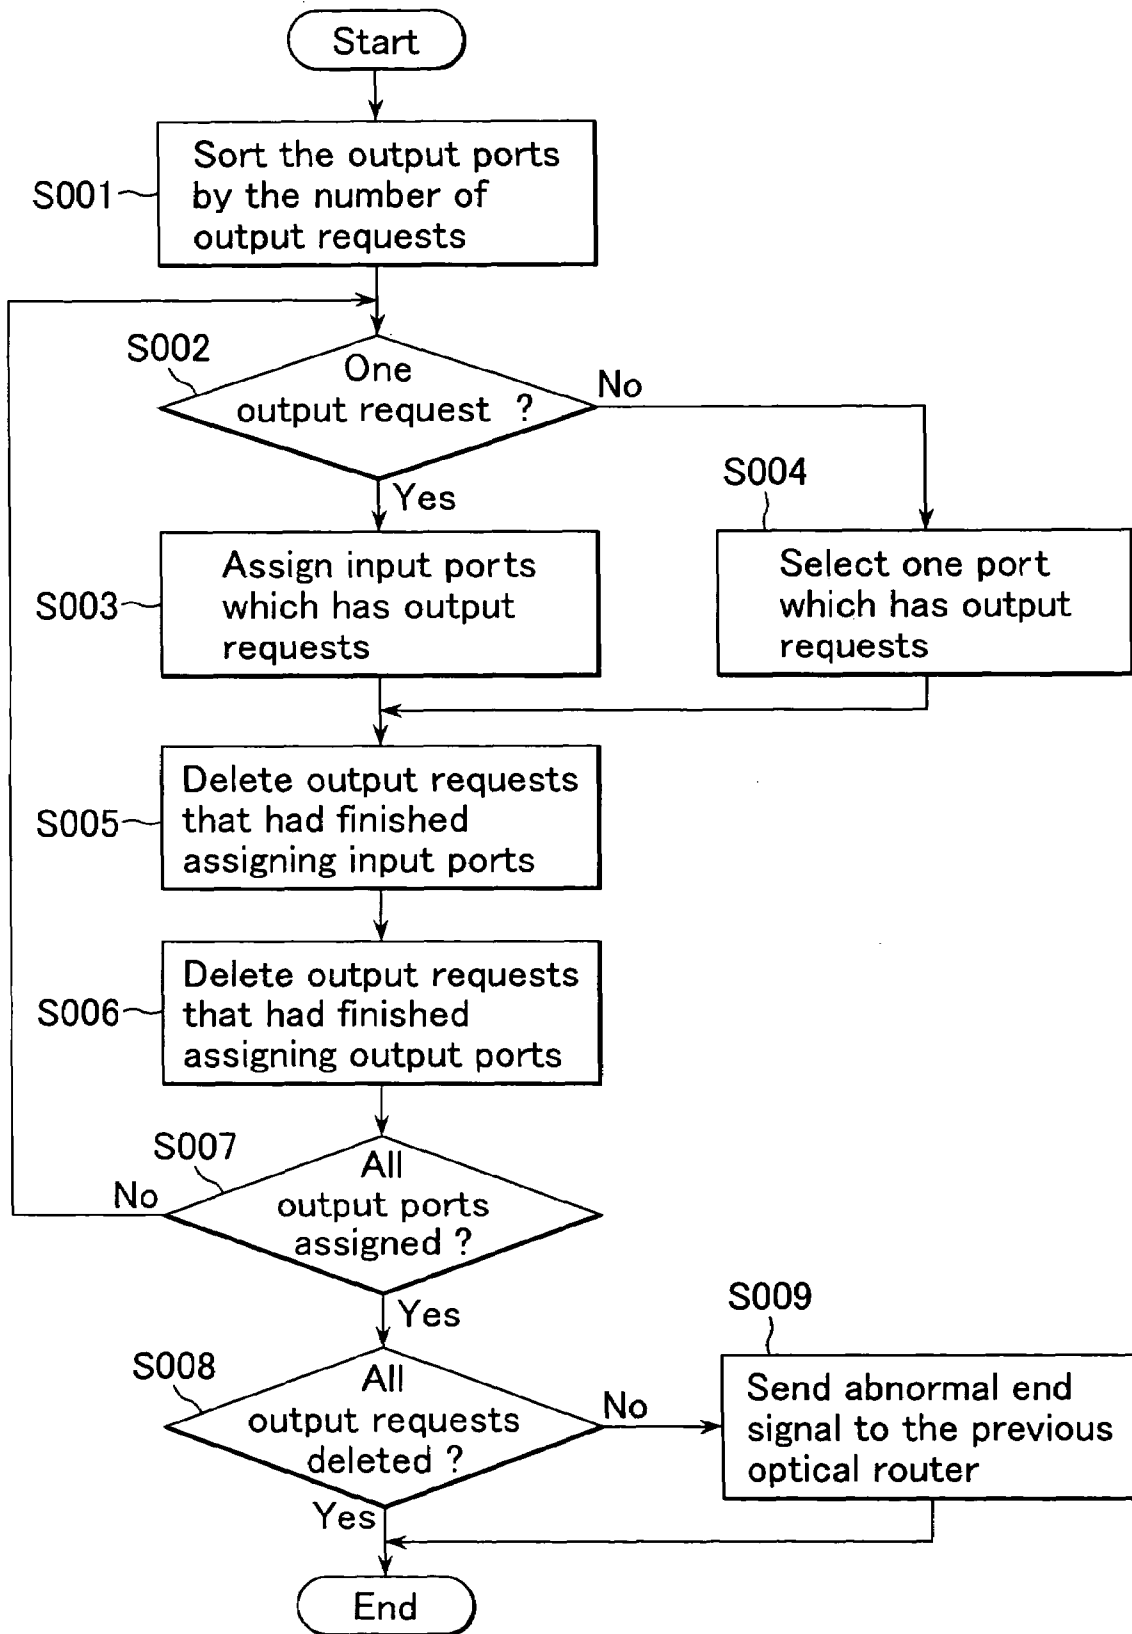 Start
Sort the output ports
by the number of
output requests
S001
S002
One
output request ?
No
Yes
S004
Assign input ports
which has output
requests
S003
Select one port
which has output
requests
Delete output requests
that had finished
assigning input ports
S005
Delete output requests
that had finished
assigning output ports
S006
S007
All
output ports
assigned ?
No
Yes
S008
All
output requests
deleted ?
No
Yes
S009
Send abnormal end
signal to the previous
optical router
End